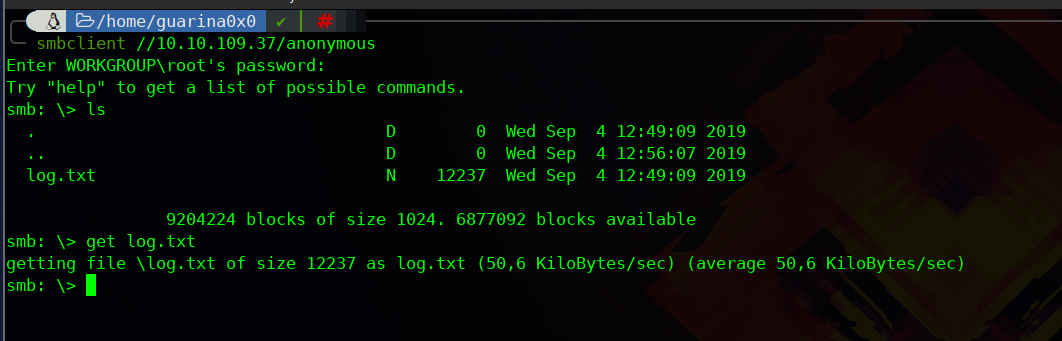 /home/guarina0x0 ✔ #
smbclient //10.10.109.37/anonymous
Enter WORKGROUP\root's password:
Try "help" to get a list of possible commands.
smb: \> ls
. D 0 Wed Sep 4 12:49:09 2019
.. D 0 Wed Sep 4 12:56:07 2019
log.txt N 12237 Wed Sep 4 12:49:09 2019
9204224 blocks of size 1024. 6877092 blocks available
smb: \> get log.txt
getting file \log.txt of size 12237 as log.txt (50,6 KiloBytes/sec) (average 50,6 KiloBytes/sec)
smb: \>